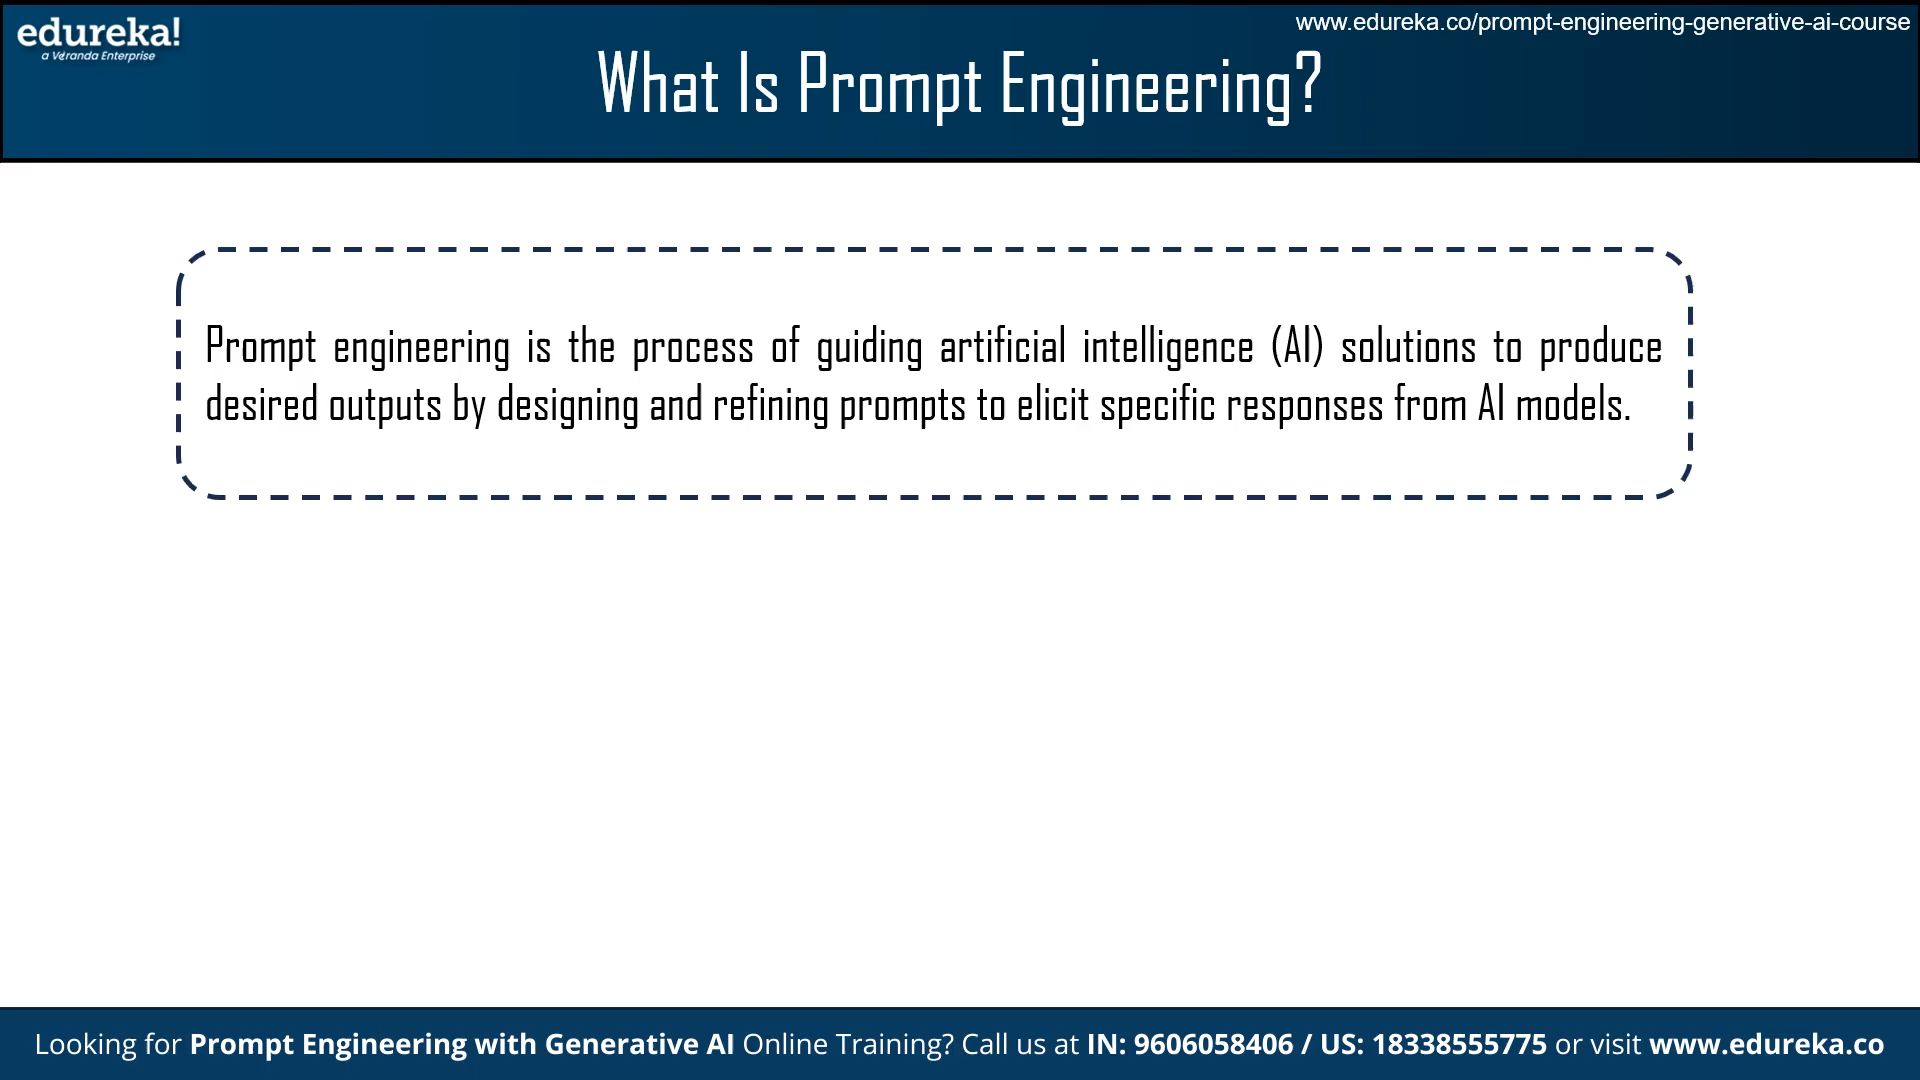 edureka!
a Veranda Enterprise
www.edureka.co/prompt-engineering-generative-ai-course
What Is Prompt Engineering?
Prompt engineering is the process of guiding artificial intelligence (AI) solutions to produce
desired outputs by designing and refining prompts to elicit specific responses from AI models.
Looking for Prompt Engineering with Generative AI Online Training? Call us at IN: 9606058406 / US: 18338555775 or visit www.edureka.co